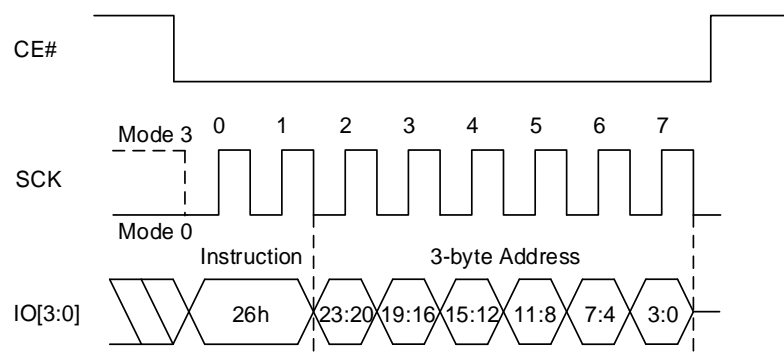 CE#
Mode 3
0 1 2 3 4 5 6 7
SCK
Mode 0
Instruction 3-byte Address
IO[3:0] 26h 23:20 19:16 15:12 11:8 7:4 3:0